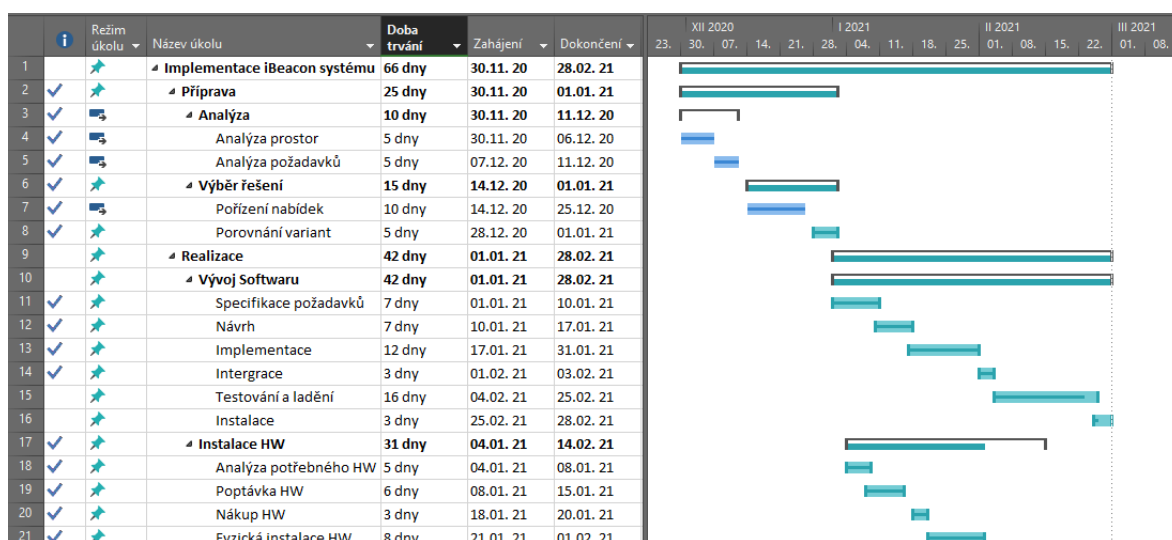 XII 2020 I 2021 II 2021 III 2021
Režim úkolu Název úkolu Doba trvání Zahájení Dokončení 23. 30. 07. 14. 21. 28. 04. 11. 18. 25. 01. 08. 15. 22. 01. 08.
1 Implementace iBeacon systému 66 dny 30.11. 20 28.02. 21
2 Příprava 25 dny 30.11. 20 01.01. 21
3 Analýza 10 dny 30.11. 20 11.12. 20
4 Analýza prostor 5 dny 30.11. 20 06.12. 20
5 Analýza požadavků 5 dny 07.12. 20 11.12. 20
6 Výběr řešení 15 dny 14.12. 20 01.01. 21
7 Pořízení nabídek 10 dny 14.12. 20 25.12. 20
8 Porovnání variant 5 dny 28.12. 20 01.01. 21
9 Realizace 42 dny 01.01. 21 28.02. 21
10 Vývoj Softwaru 42 dny 01.01. 21 28.02. 21
11 Specifikace požadavků 7 dny 01.01. 21 10.01. 21
12 Návrh 7 dny 10.01. 21 17.01. 21
13 Implementace 12 dny 17.01. 21 31.01. 21
14 Intergrace 3 dny 01.02. 21 03.02. 21
15 Testování a ladění 16 dny 04.02. 21 25.02. 21
16 Instalace 3 dny 25.02. 21 28.02. 21
17 Instalace HW 31 dny 04.01. 21 14.02. 21
18 Analýza potřebného HW 5 dny 04.01. 21 08.01. 21
19 Poptávka HW 6 dny 08.01. 21 15.01. 21
20 Nákup HW 3 dny 18.01. 21 20.01. 21
21 Fyzická instalace HW 8 dny 21.01. 21 01.02. 21